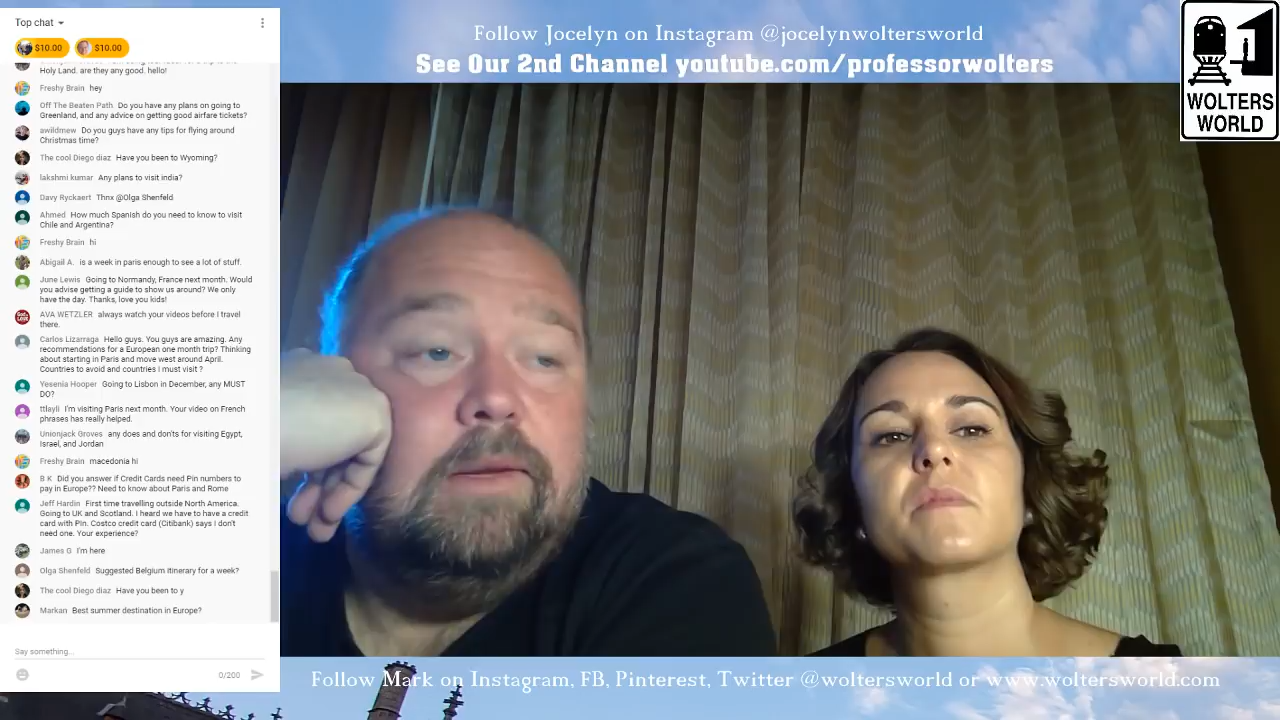 Top chat
$10.00
$10.00
Holy Land. are they any good. hello!
Freshy Brain hey
Off The Beaten Path Do you have any plans on going to
Greenland, and any advice on getting good airfare tickets?
awildmew Do you guys have any tips for flying around
Christmas time?
The cool Diego diaz Have you been to Wyoming?
lakshmi kumar Any plans to visit india?
Davy Ryckaert Thnx @Olga Shenfeld
Ahmed How much Spanish do you need to know to visit
Chile and Argentina?
Freshy Brain hi
Abigail A. is a week in paris enough to see a lot of stuff.
June Lewis Going to Normandy, France next month. Would
you advise getting a guide to show us around? We only
have the day. Thanks, love you kids!
AVA WETZLER always watch your videos before I travel
there.
Carlos Lizarraga Hello guys. You guys are amazing. Any
recommendations for a European one month trip? Thinking
about starting in Paris and move west around April.
Countries to avoid and countries I must visit ?
Yesenia Hooper Going to Lisbon in December, any MUST
DO?
ttlayli I'm visiting Paris next month. Your video on French
phrases has really helped.
Unionjack Groves any does and don'ts for visiting Egypt,
Israel, and Jordan
Freshy Brain macedonia hi
B K Did you answer if Credit Cards need Pin numbers to
pay in Europe?? Need to know about Paris and Rome
Jeff Hardin First time travelling outside North America.
Going to UK and Scotland. I heard we have to have a credit
card with PIn. Costco credit card (Citibank) says I don't
need one. Your experience?
James G I'm here
Olga Shenfeld Suggested Belgium itinerary for a week?
The cool Diego diaz Have you been to y
Markan Best summer destination in Europe?
Say something...
0/200
Follow Jocelyn on Instagram @jocelynwoltersworld
See Our 2nd Channel youtube.com/professorwolters
WOLTERS
WORLD
Follow Mark on Instagram, FB, Pinterest, Twitter @woltersworld or www.woltersworld.com